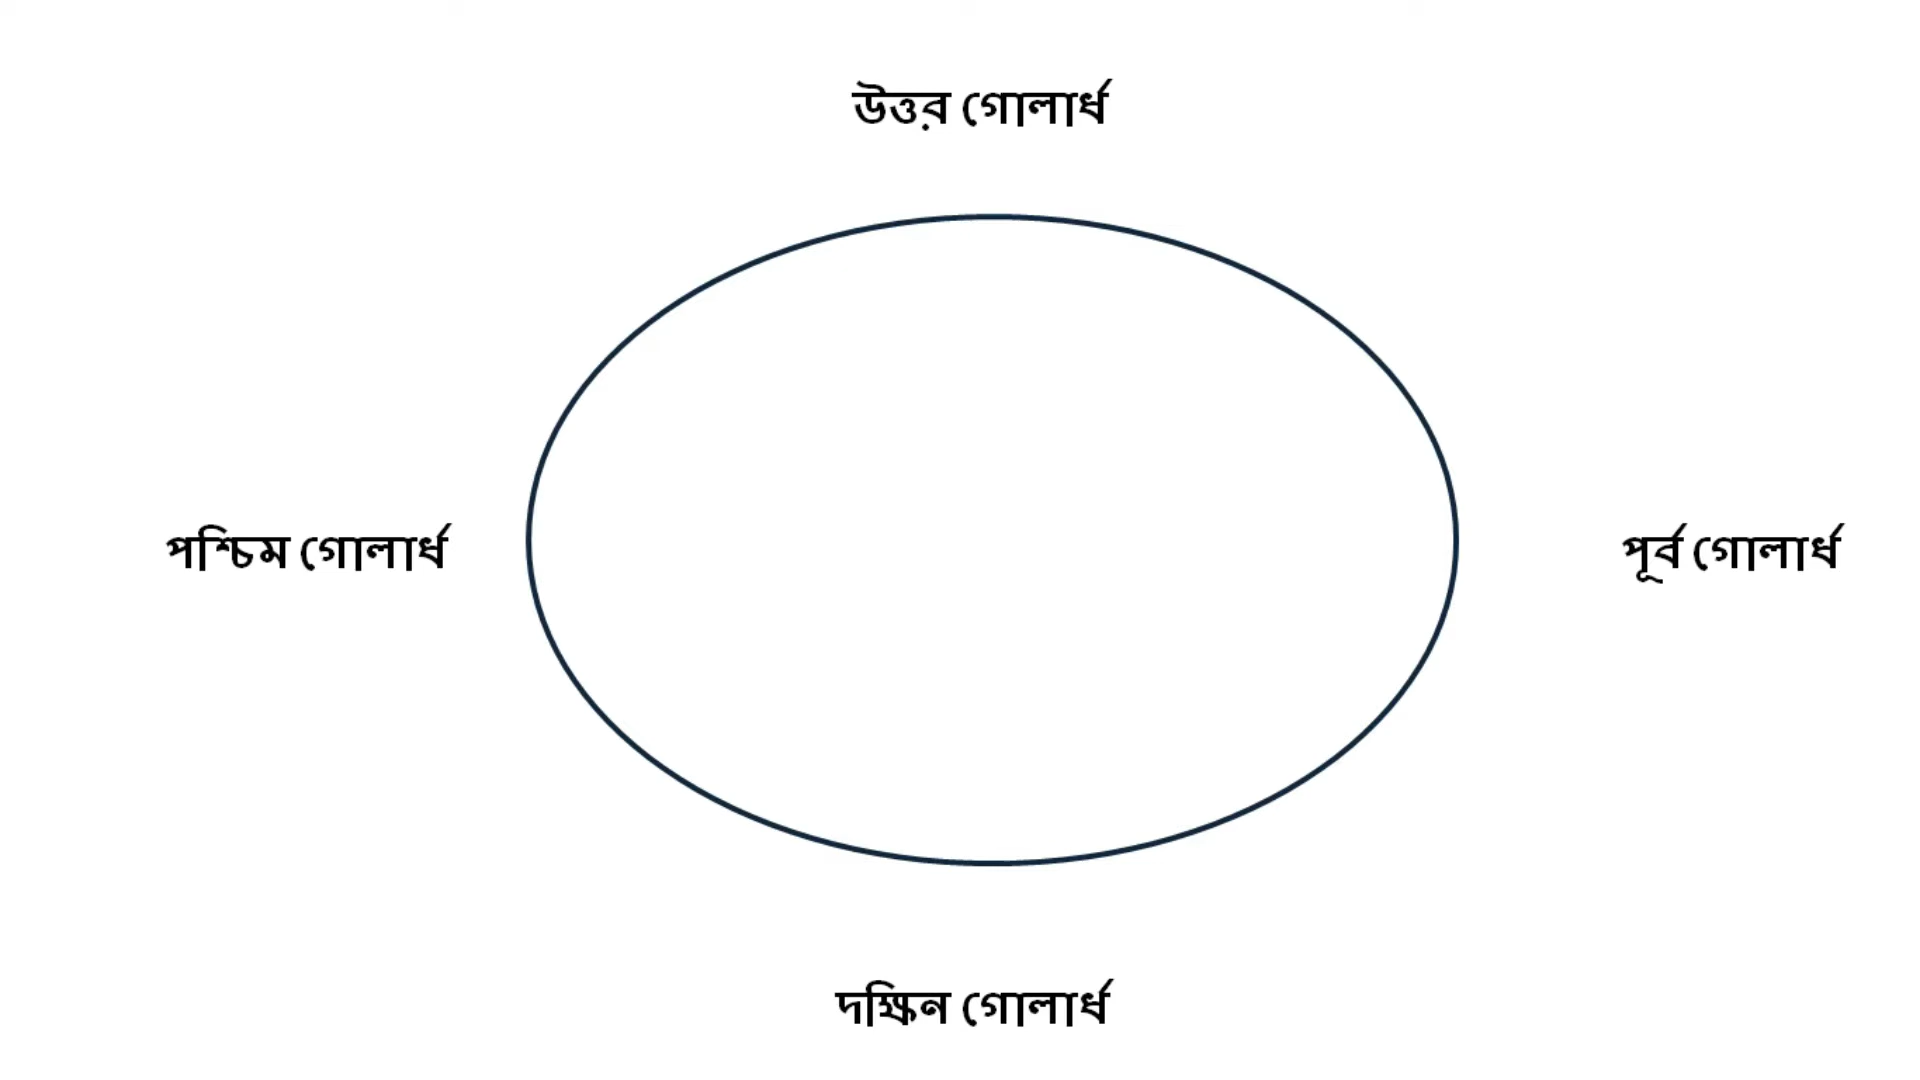 উত্তর গোলার্ধ
পশ্চিম গোলার্ধ
পূর্ব গোলার্ধ
দক্ষিন গোলার্ধ